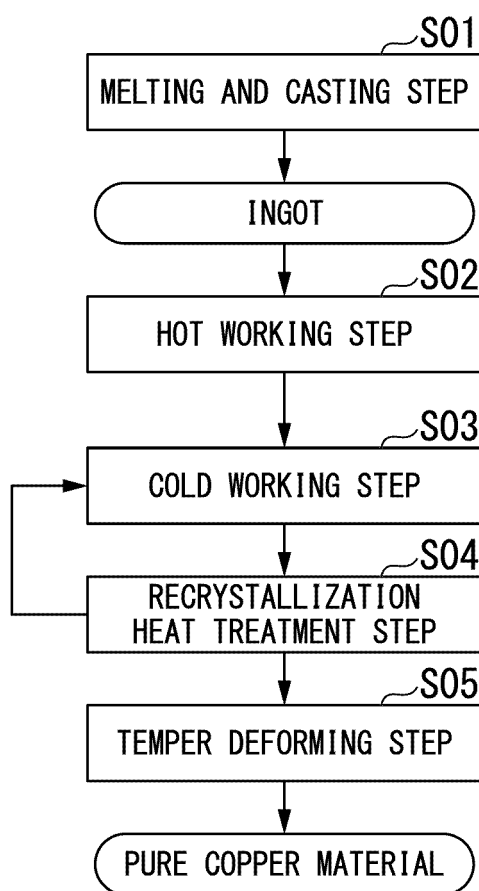 S01
MELTING AND CASTING STEP
INGOT
S02
HOT WORKING STEP
S03
COLD WORKING STEP
S04
RECRYSTALLIZATION
HEAT TREATMENT STEP
S05
TEMPER DEFORMING STEP
PURE COPPER MATERIAL